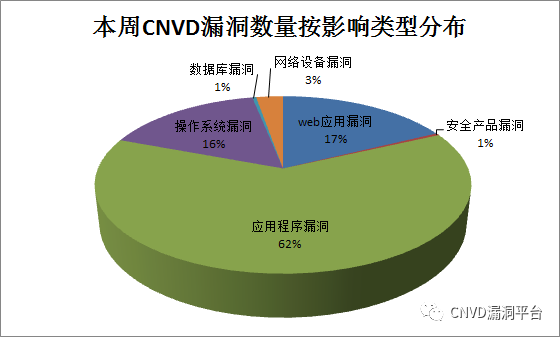 本周CNVD漏洞数量按影响类型分布
网络设备漏洞
3%
数据库漏洞
1%
web应用漏洞
17%
安全产品漏洞
1%
操作系统漏洞
16%
应用程序漏洞
62%
CNVD漏洞平台